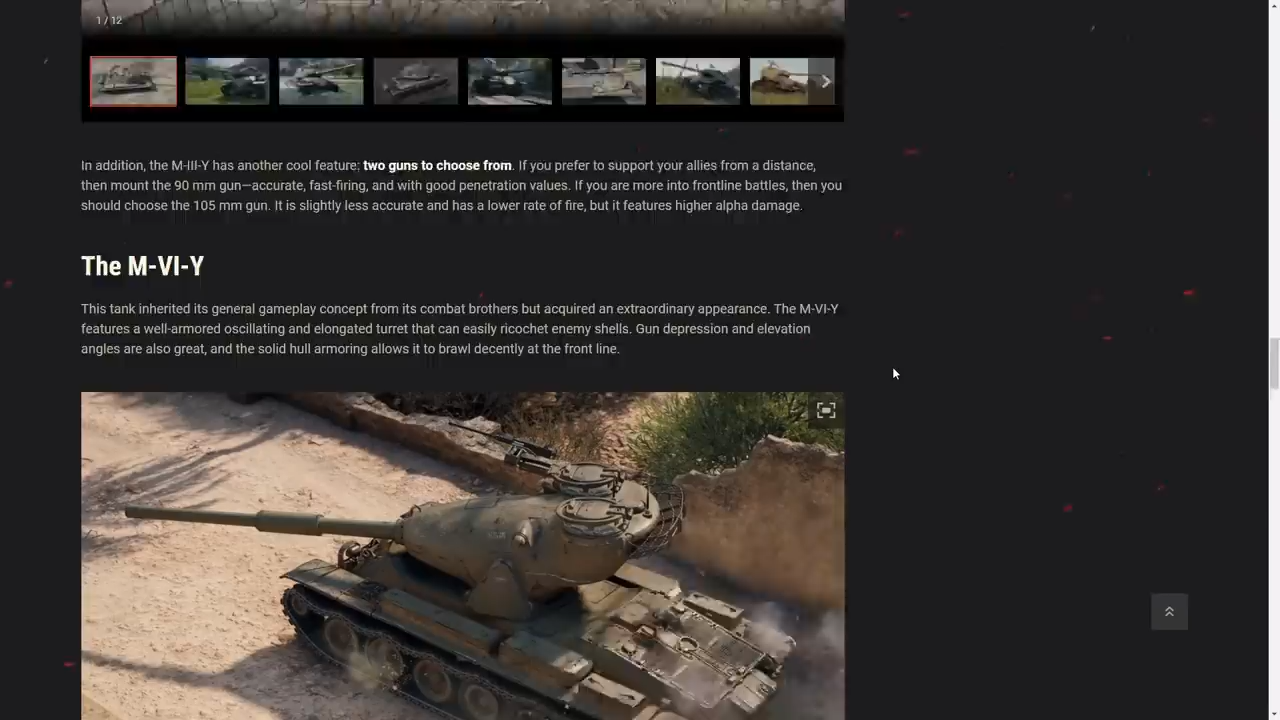 1 / 12
In addition, the M-III-Y has another cool feature: two guns to choose from. If you prefer to support your allies from a distance,
then mount the 90 mm gun—accurate, fast-firing, and with good penetration values. If you are more into frontline battles, then you
should choose the 105 mm gun. It is slightly less accurate and has a lower rate of fire, but it features higher alpha damage.
The M-VI-Y
This tank inherited its general gameplay concept from its combat brothers but acquired an extraordinary appearance. The M-VI-Y
features a well-armored oscillating and elongated turret that can easily ricochet enemy shells. Gun depression and elevation
angles are also great, and the solid hull armoring allows it to brawl decently at the front line.